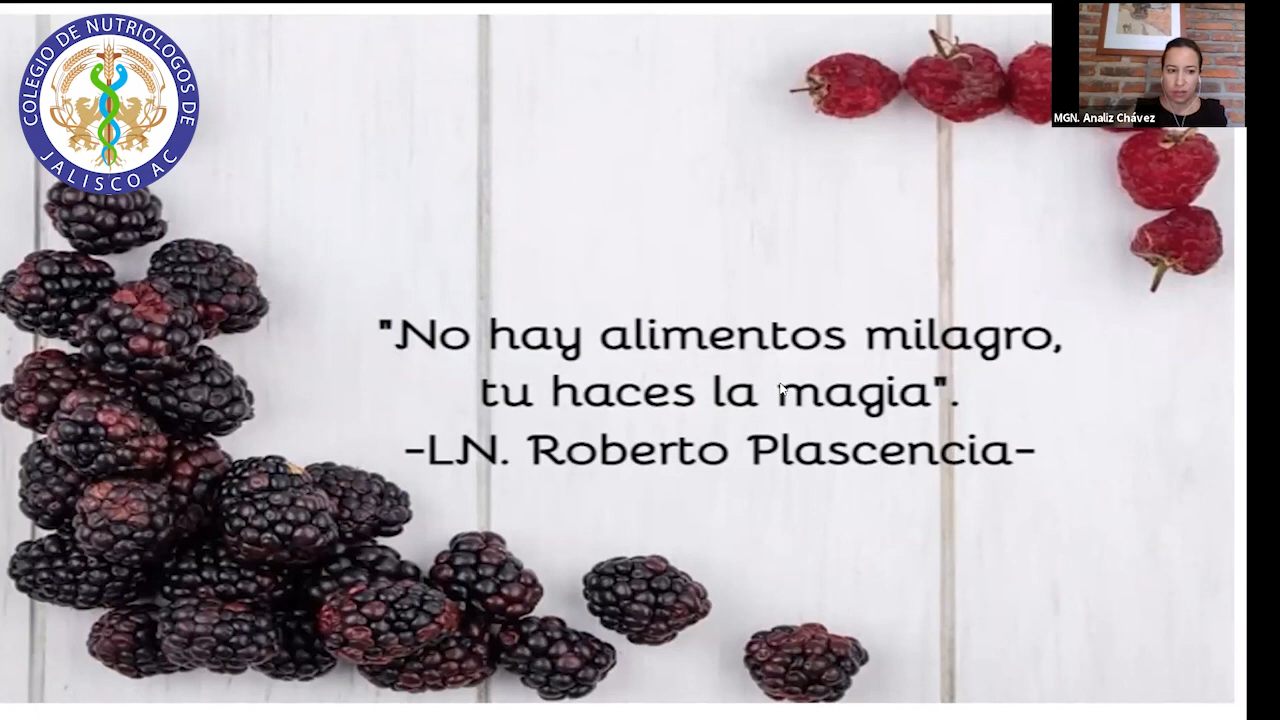 COLEGIO DE NUTRIOLOGOS DE
JALISCO AC
MGN. Analiz Chávez
"No hay alimentos milagro,
tu haces la magia".
-LN. Roberto Plascencia-